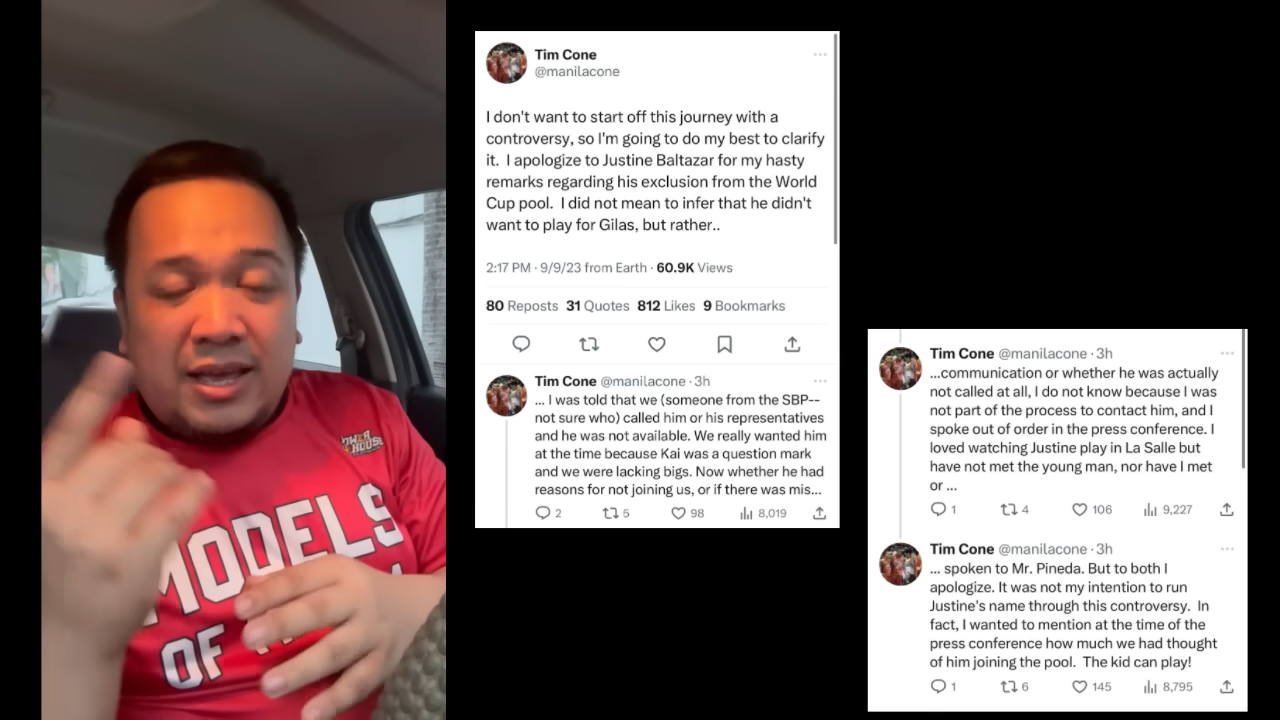 MODELS
OF
Tim Cone
@manilacone
I don't want to start off this journey with a
controversy, so I'm going to do my best to clarify
it. I apologize to Justine Baltazar for my hasty
remarks regarding his exclusion from the World
Cup pool. I did not mean to infer that he didn't
want to play for Gilas, but rather..
2:17 PM · 9/9/23 from Earth · 60.9K Views
80 Reposts 31 Quotes 812 Likes 9 Bookmarks
Tim Cone @manilacone · 3h
... I was told that we (someone from the SBP--
not sure who) called him or his representatives
and he was not available. We really wanted him
at the time because Kai was a question mark
and we were lacking bigs. Now whether he had
reasons for not joining us, or if there was mis...
2 5 98 8,019
Tim Cone @manilacone · 3h
...communication or whether he was actually
not called at all, I do not know because I was
not part of the process to contact him, and I
spoke out of order in the press conference. I
loved watching Justine play in La Salle but
have not met the young man, nor have I met
or ...
1 4 106 9,227
Tim Cone @manilacone · 3h
... spoken to Mr. Pineda. But to both I
apologize. It was not my intention to run
Justine's name through this controversy. In
fact, I wanted to mention at the time of the
press conference how much we had thought
of him joining the pool. The kid can play!
1 6 145 8,795